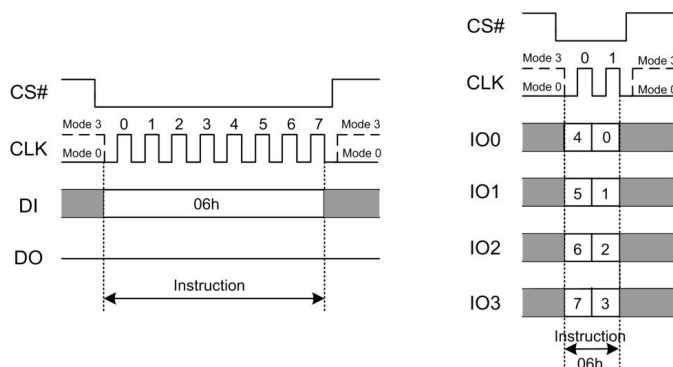 CS#
Mode 3 0 1 2 3 4 5 6 7 Mode 3
CLK
Mode 0 Mode 0
DI 06h
DO
Instruction
CS#
0 1
Mode 3 Mode 3
CLK
Mode 0 Mode 0
IO0 4 0
IO1 5 1
IO2 6 2
IO3 7 3
Instruction
06h